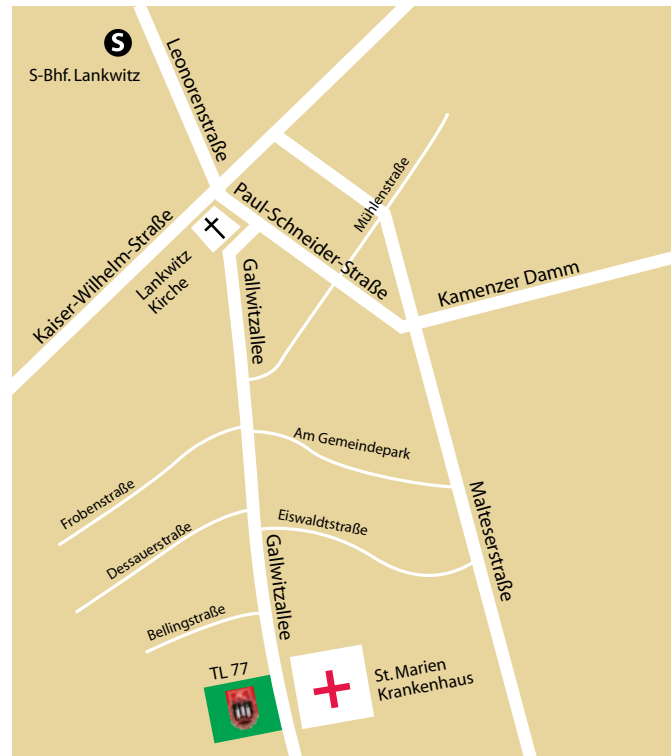 S
S-Bhf. Lankwitz
Leonorenstraße
Kaiser-Wilhelm-Straße
Paul-Schneider-Straße
Mühlenstraße
Lankwitz
Kirche
Gallwitzallee
Kamenzer Damm
Am Gemeindepark
Frobenstraße
Eiswaldtstraße
Dessauerstraße
Malteserstraße
Gallwitzallee
Bellingstraße
TL 77
St. Marien
Krankenhaus